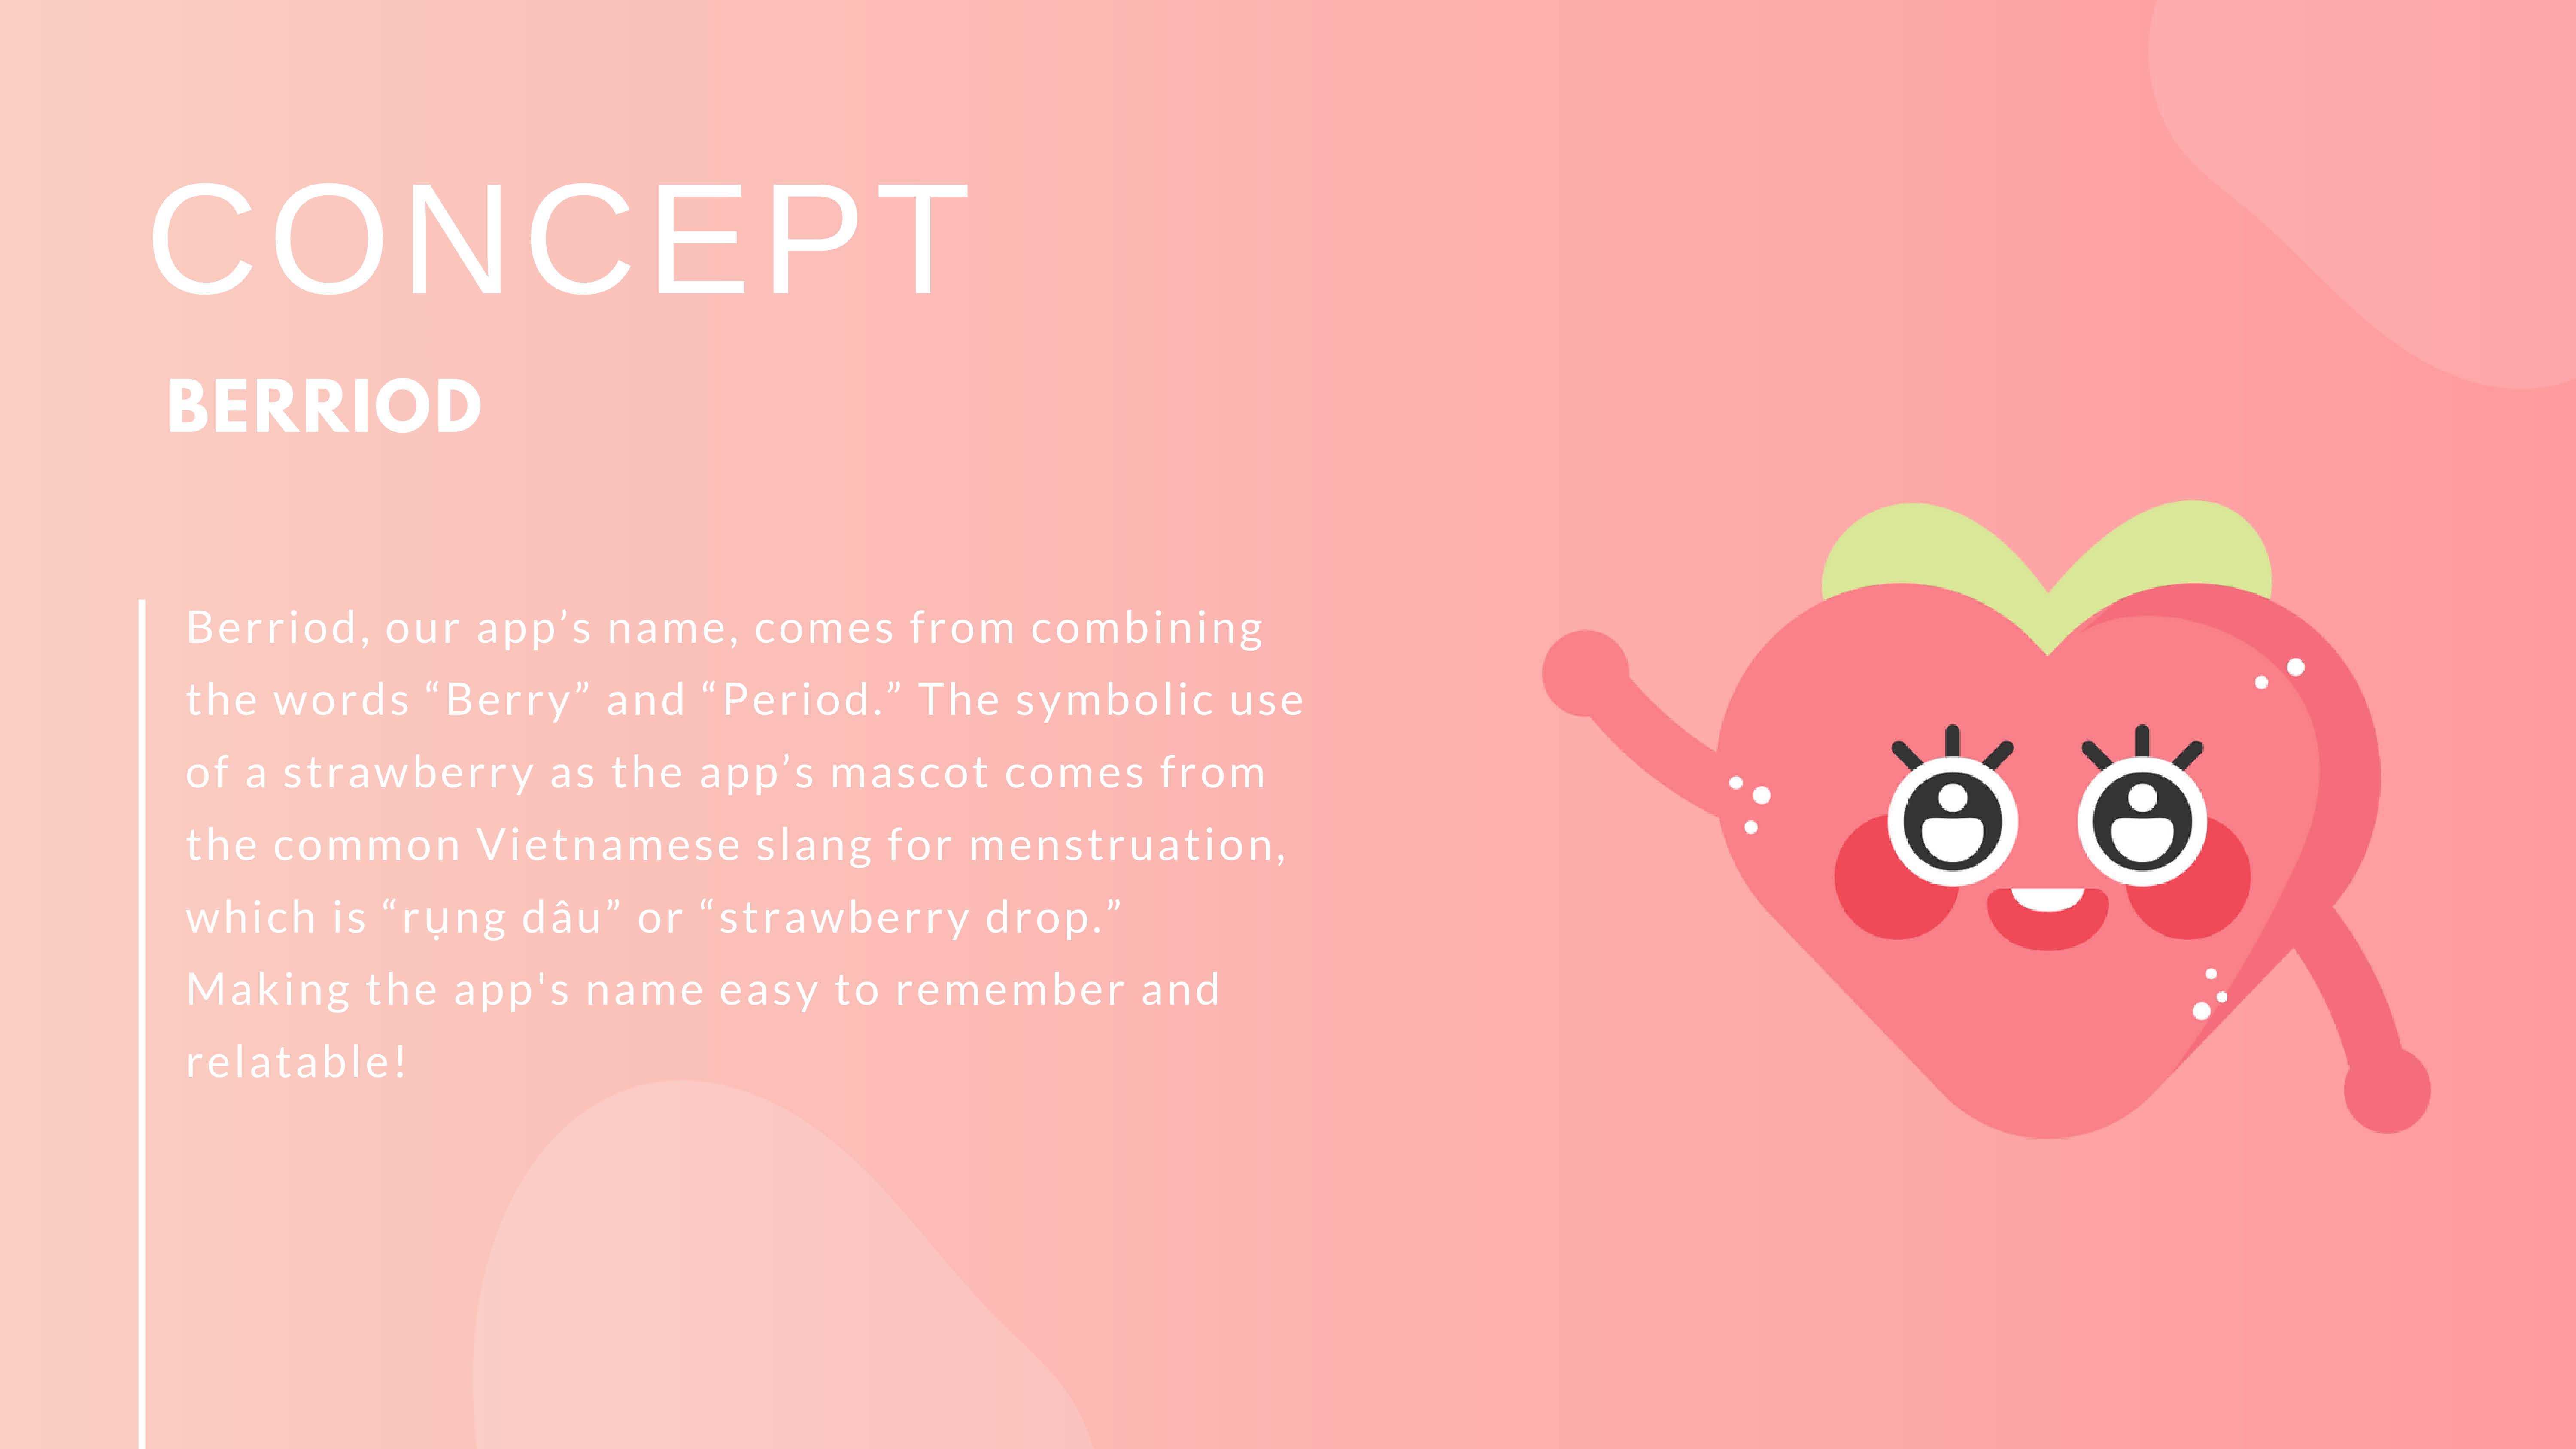 CONCEPT
BERRIOD
Berriod, our app’s name, comes from combining
the words “Berry” and “Period.” The symbolic use
of a strawberry as the app’s mascot comes from
the common Vietnamese slang for menstruation,
which is “rụng dâu” or “strawberry drop.”
Making the app's name easy to remember and
relatable!